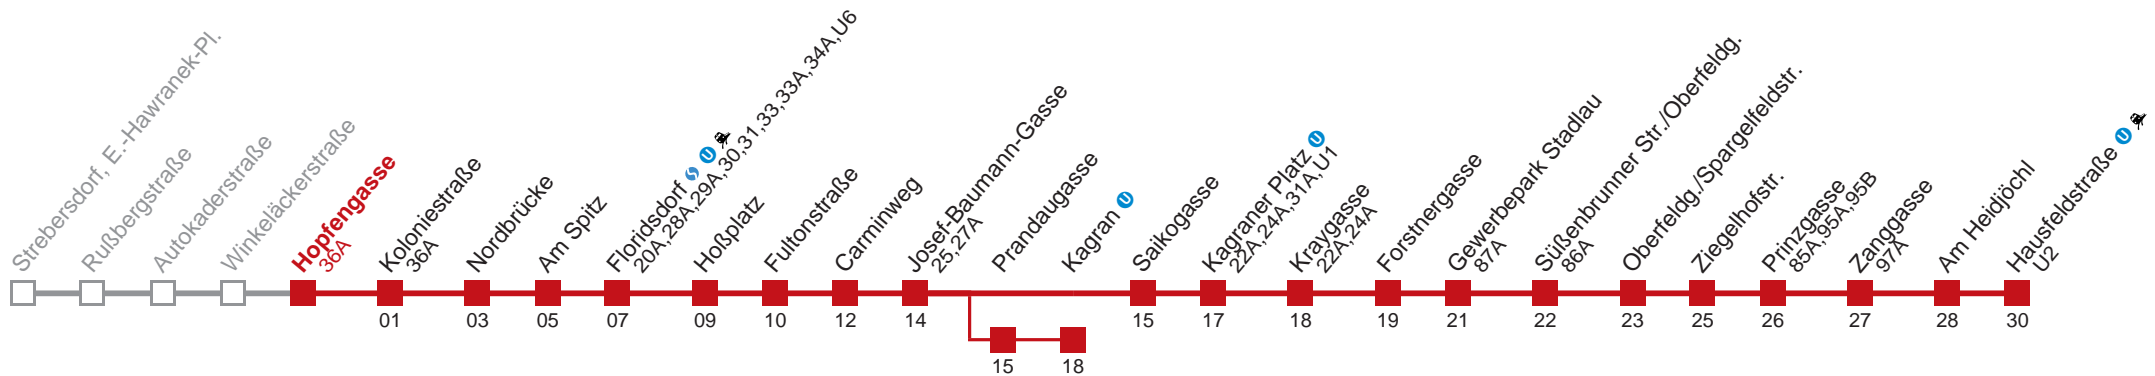 Strebersdorf, E.-Hawranek-Pl.
Rußbergstraße
Autokaderstraße
Winkeläckerstraße
Hopfengasse
36A
Koloniestraße
36A
Nordbrücke
Am Spitz
Floridsdorf S U
20A,28A,29A,30,31,33,33A,34A,U6
Hoßplatz
Fultonstraße
Carminweg
Josef-Baumann-Gasse
25,27A
Prandaugasse
Kagran U
Saikogasse
Kagraner Platz U
22A,24A,31A,U1
Kraygasse
22A,24A
Forstnergasse
Gewerbepark Stadlau
87A
Süßenbrunner Str./Oberfeldg.
86A
Oberfeldg./Spargelfeldstr.
Ziegelhofstr.
Prinzgasse
85A,95A,95B
Zanggasse
97A
Am Heidjöchl
Hausfeldstraße U
U2
01 03 05 07 09 10 12 14 15 17 18 19 21 22 23 25 26 27 28 30
15 18